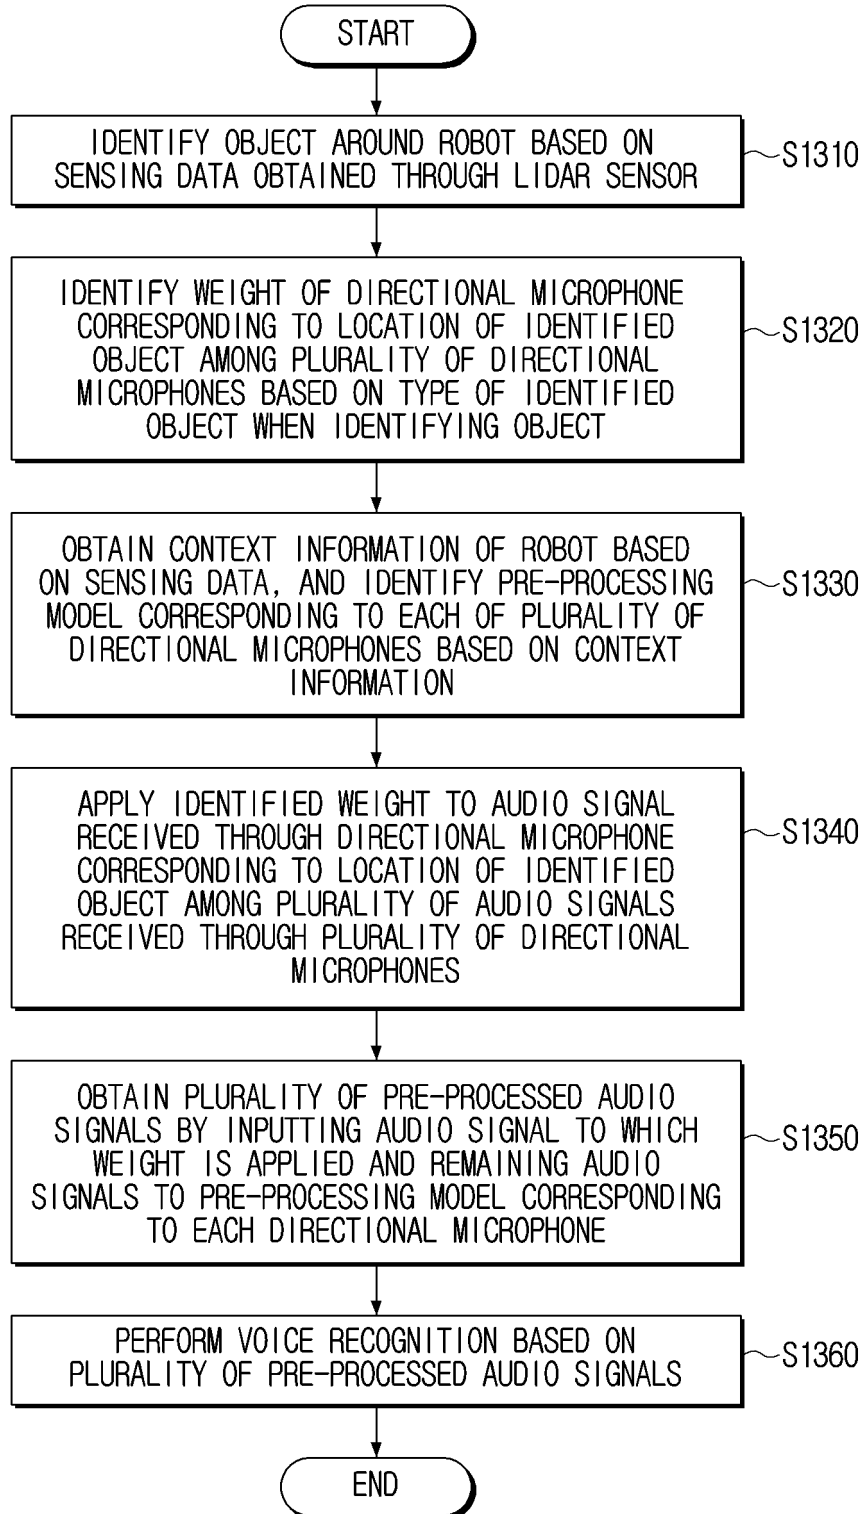 START
IDENTIFY OBJECT AROUND ROBOT BASED ON
SENSING DATA OBTAINED THROUGH LIDAR SENSOR
S1310
IDENTIFY WEIGHT OF DIRECTIONAL MICROPHONE
CORRESPONDING TO LOCATION OF IDENTIFIED
OBJECT AMONG PLURALITY OF DIRECTIONAL
MICROPHONES BASED ON TYPE OF IDENTIFIED
OBJECT WHEN IDENTIFYING OBJECT
S1320
OBTAIN CONTEXT INFORMATION OF ROBOT BASED
ON SENSING DATA, AND IDENTIFY PRE-PROCESSING
MODEL CORRESPONDING TO EACH OF PLURALITY OF
DIRECTIONAL MICROPHONES BASED ON CONTEXT
INFORMATION
S1330
APPLY IDENTIFIED WEIGHT TO AUDIO SIGNAL
RECEIVED THROUGH DIRECTIONAL MICROPHONE
CORRESPONDING TO LOCATION OF IDENTIFIED
OBJECT AMONG PLURALITY OF AUDIO SIGNALS
RECEIVED THROUGH PLURALITY OF DIRECTIONAL
MICROPHONES
S1340
OBTAIN PLURALITY OF PRE-PROCESSED AUDIO
SIGNALS BY INPUTTING AUDIO SIGNAL TO WHICH
WEIGHT IS APPLIED AND REMAINING AUDIO
SIGNALS TO PRE-PROCESSING MODEL CORRESPONDING
TO EACH DIRECTIONAL MICROPHONE
S1350
PERFORM VOICE RECOGNITION BASED ON
PLURALITY OF PRE-PROCESSED AUDIO SIGNALS
S1360
END